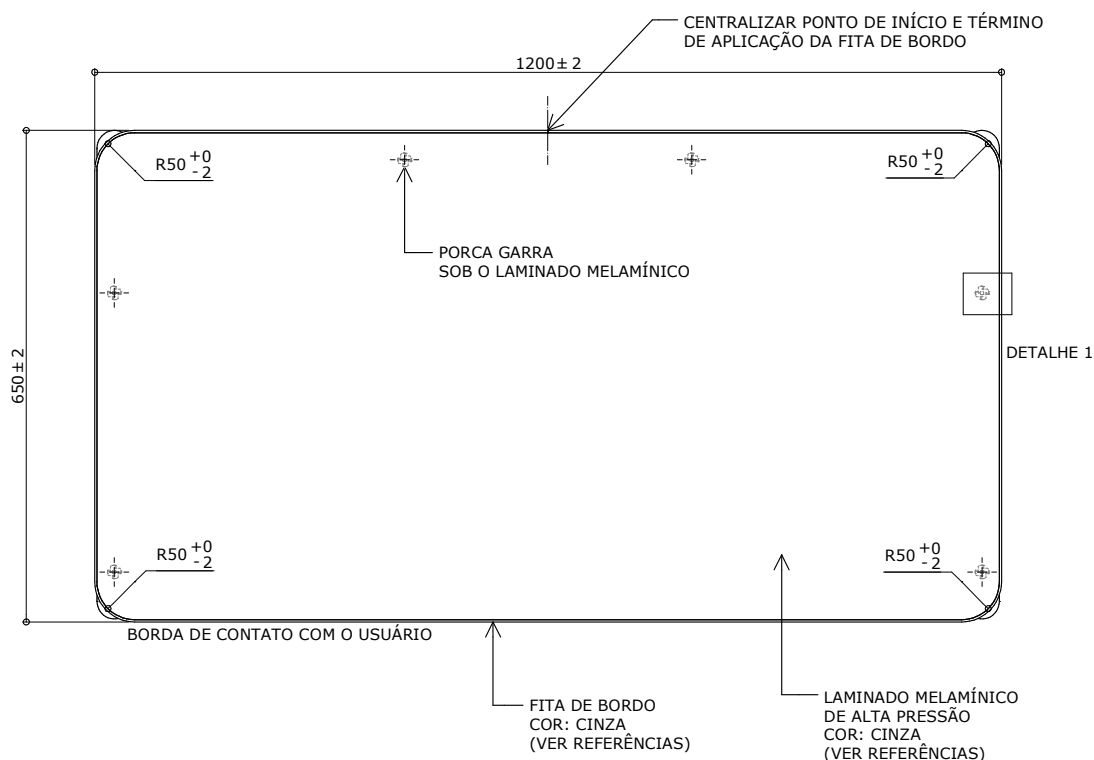 CENTRALIZAR PONTO DE INÍCIO E TÉRMINO
DE APLICAÇÃO DA FITA DE BORDO
1200±2
R50 +0 -2
R50 +0 -2
PORCA GARRA
SOB O LAMINADO MELAMÍNICO
650±2
DETALHE 1
R50 +0 -2
R50 +0 -2
BORDA DE CONTATO COM O USUÁRIO
FITA DE BORDO
COR: CINZA
(VER REFERÊNCIAS)
LAMINADO MELAMÍNICO
DE ALTA PRESSÃO
COR: CINZA
(VER REFERÊNCIAS)